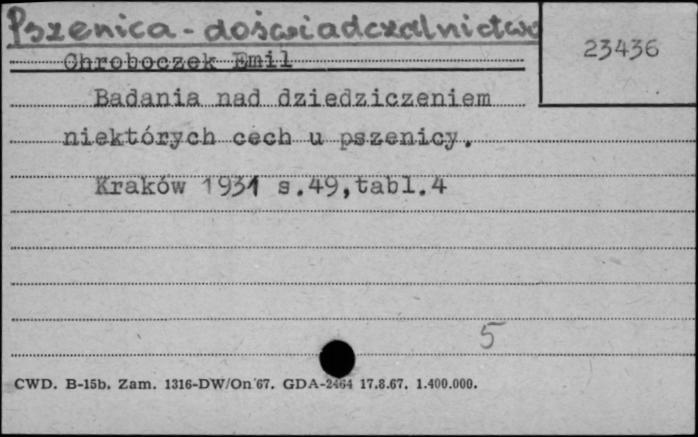 Pszenica - doświadczalnictwo
23436
Chroboczek Emil
Badania nad dziedziczeniem
niektórych cech u pszenicy.
Kraków 1931 s.49,tabl.4
5
CWD. B-15b. Zam. 1316-DW/On 67. GDA-2464 17.8.67. 1.400.000.